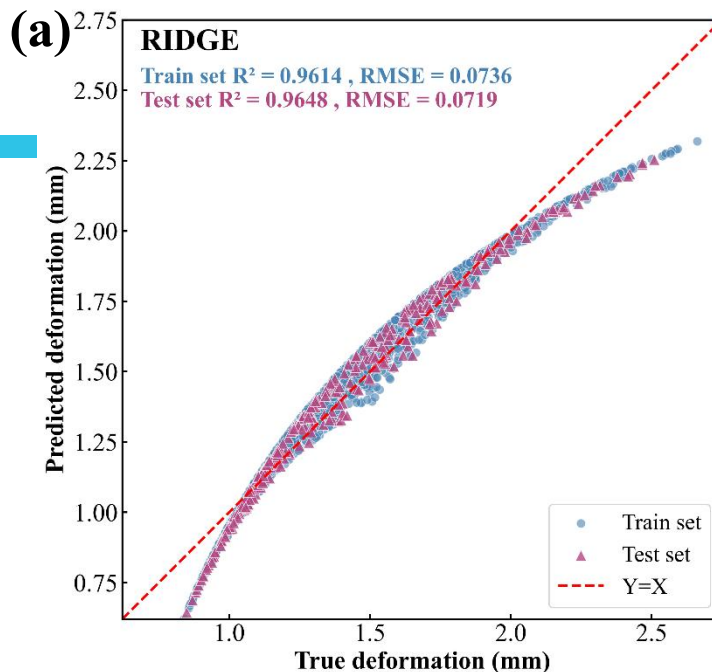 (a)
RIDGE
Train set R² = 0.9614 , RMSE = 0.0736
Test set R² = 0.9648 , RMSE = 0.0719
Predicted deformation (mm)
2.75
2.50
2.25
2.00
1.75
1.50
1.25
1.00
0.75
Train set
Test set
Y=X
1.0 1.5 2.0 2.5
True deformation (mm)